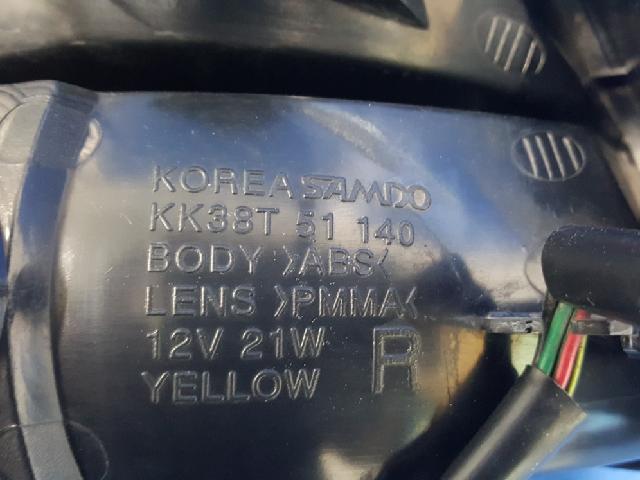 KOREA SAMDO
KK38T 51 140
BODY >ABS<
LENS >PMMA<
12V 21W
YELLOW R